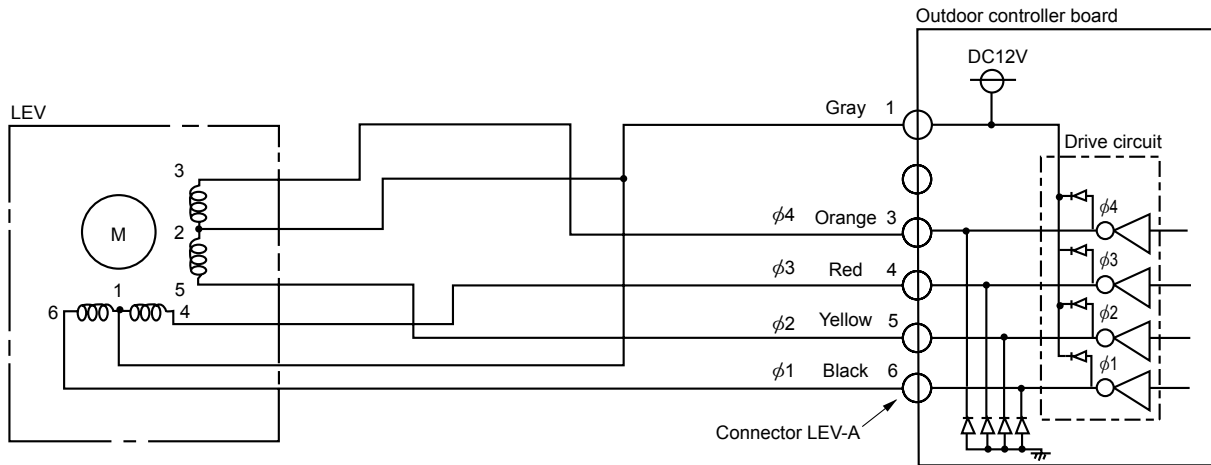 Outdoor controller board
DC12V
LEV
Gray 1
Drive circuit
3
ϕ4
ϕ4 Orange 3
M
2
ϕ3
ϕ3 Red 4
5
1
6 4
ϕ2
ϕ2 Yellow 5
ϕ1
ϕ1 Black 6
Connector LEV-A